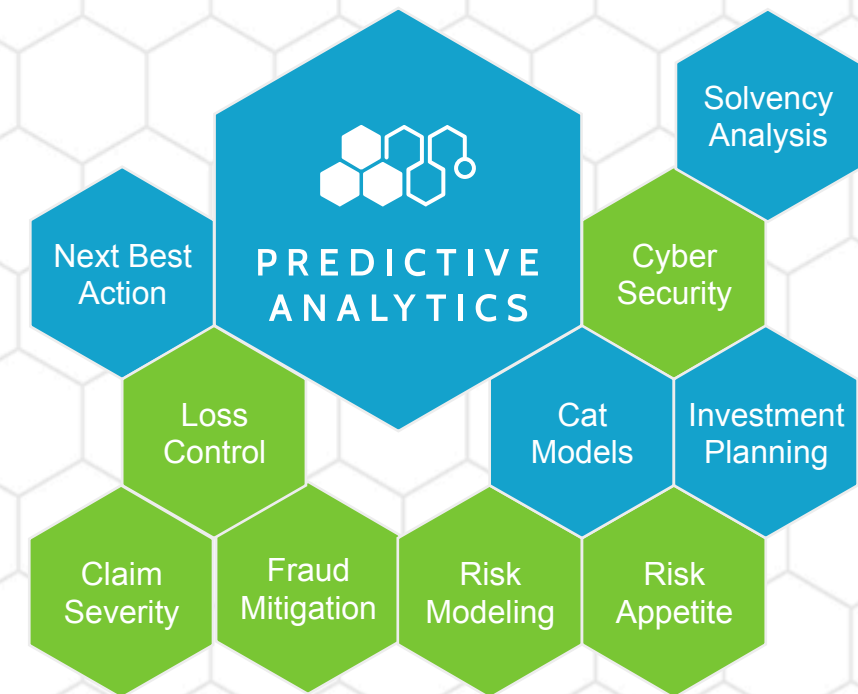 Solvency
Analysis
PREDICTIVE
ANALYTICS
Next Best
Action
Cyber
Security
Loss
Control
Cat
Models
Investment
Planning
Claim
Severity
Fraud
Mitigation
Risk
Modeling
Risk
Appetite